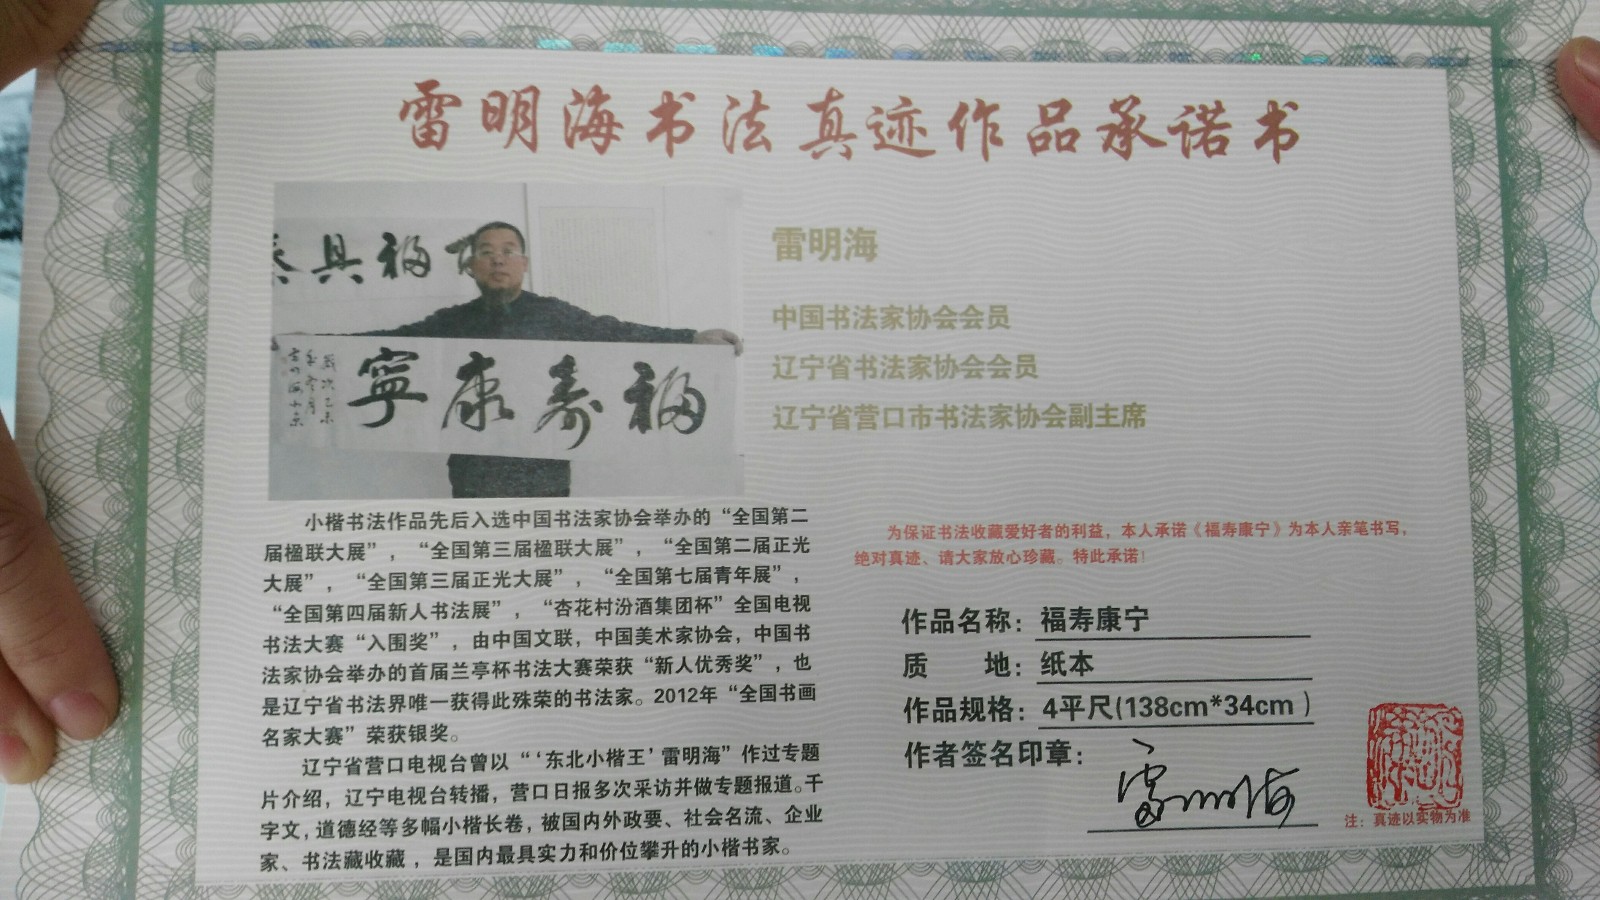 雷明海书法真迹作品承诺书
泰具福
寧康寿福
雷明海
中国书法家协会会员
辽宁省书法家协会会员
辽宁省营口市书法家协会副主席
小楷书法作品先后入选中国书法家协会举办的“全国第二
届楹联大展”，“全国第三届楹联大展”，“全国第二届正光
大展”，“全国第三届正光大展”，“全国第七届青年展”，
“全国第四届新人书法展”，“杏花村汾酒集团杯”全国电视
书法大赛“入围奖”，由中国文联，中国美术家协会，中国书
法家协会举办的首届兰亭杯书法大赛荣获“新人优秀奖”，也
是辽宁省书法界唯一获得此殊荣的书法家。2012年“全国书画
名家大赛”荣获银奖。
辽宁省营口电视台曾以“‘东北小楷王’雷明海”作过专题
片介绍，辽宁电视台转播，营口日报多次采访并做专题报道。千
字文，道德经等多幅小楷长卷，被国内外政要、社会名流、企业
家、书法藏收藏，是国内最具实力和价位攀升的小楷书家。
为保证书法收藏爱好者的利益，本人承诺《福寿康宁》为本人亲笔书写，
绝对真迹、请大家放心珍藏。特此承诺！
作品名称：福寿康宁
质 地：纸本
作品规格：4平尺(138cm*34cm）
作者签名印章：雷明海
注：真迹以实物为准